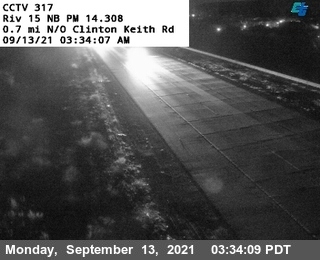 CCTV 317
Riv 15 NB PM 14.308
0.7 mi N/O Clinton Keith Rd
09/13/21 03:34:07 AM
Monday, September 13, 2021 03:34:09 PDT